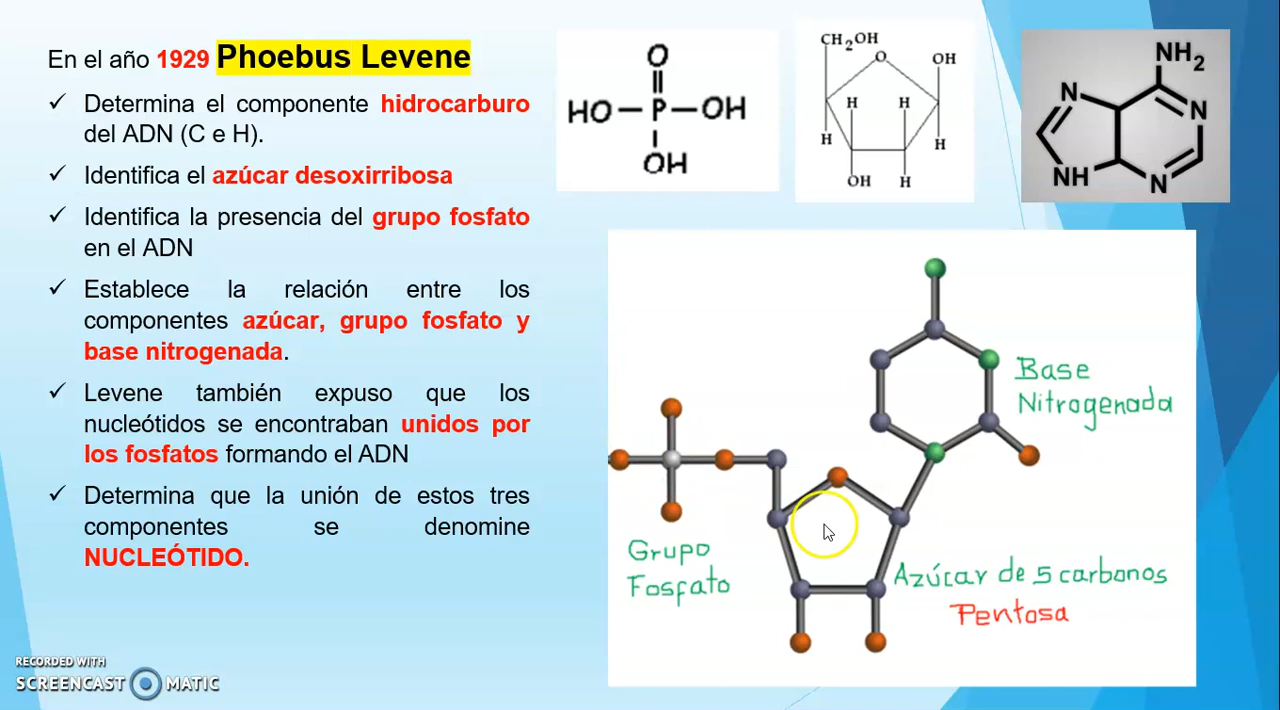 En el año 1929 Phoebus Levene
✓ Determina el componente hidrocarburo
del ADN (C e H).
✓ Identifica el azúcar desoxirribosa
✓ Identifica la presencia del grupo fosfato
en el ADN
✓ Establece la relación entre los
componentes azúcar, grupo fosfato y
base nitrogenada.
✓ Levene también expuso que los
nucleótidos se encontraban unidos por
los fosfatos formando el ADN
✓ Determina que la unión de estos tres
componentes se denomine
NUCLEÓTIDO.
O
HO P OH
OH
CH2OH
O OH
H H
H H
OH H
NH2
N N
NH N
Base
Nitrogenada
Grupo
Fosfato
Azúcar de 5 carbonos
Pentosa
RECORDED WITH
SCREENCAST MATIC